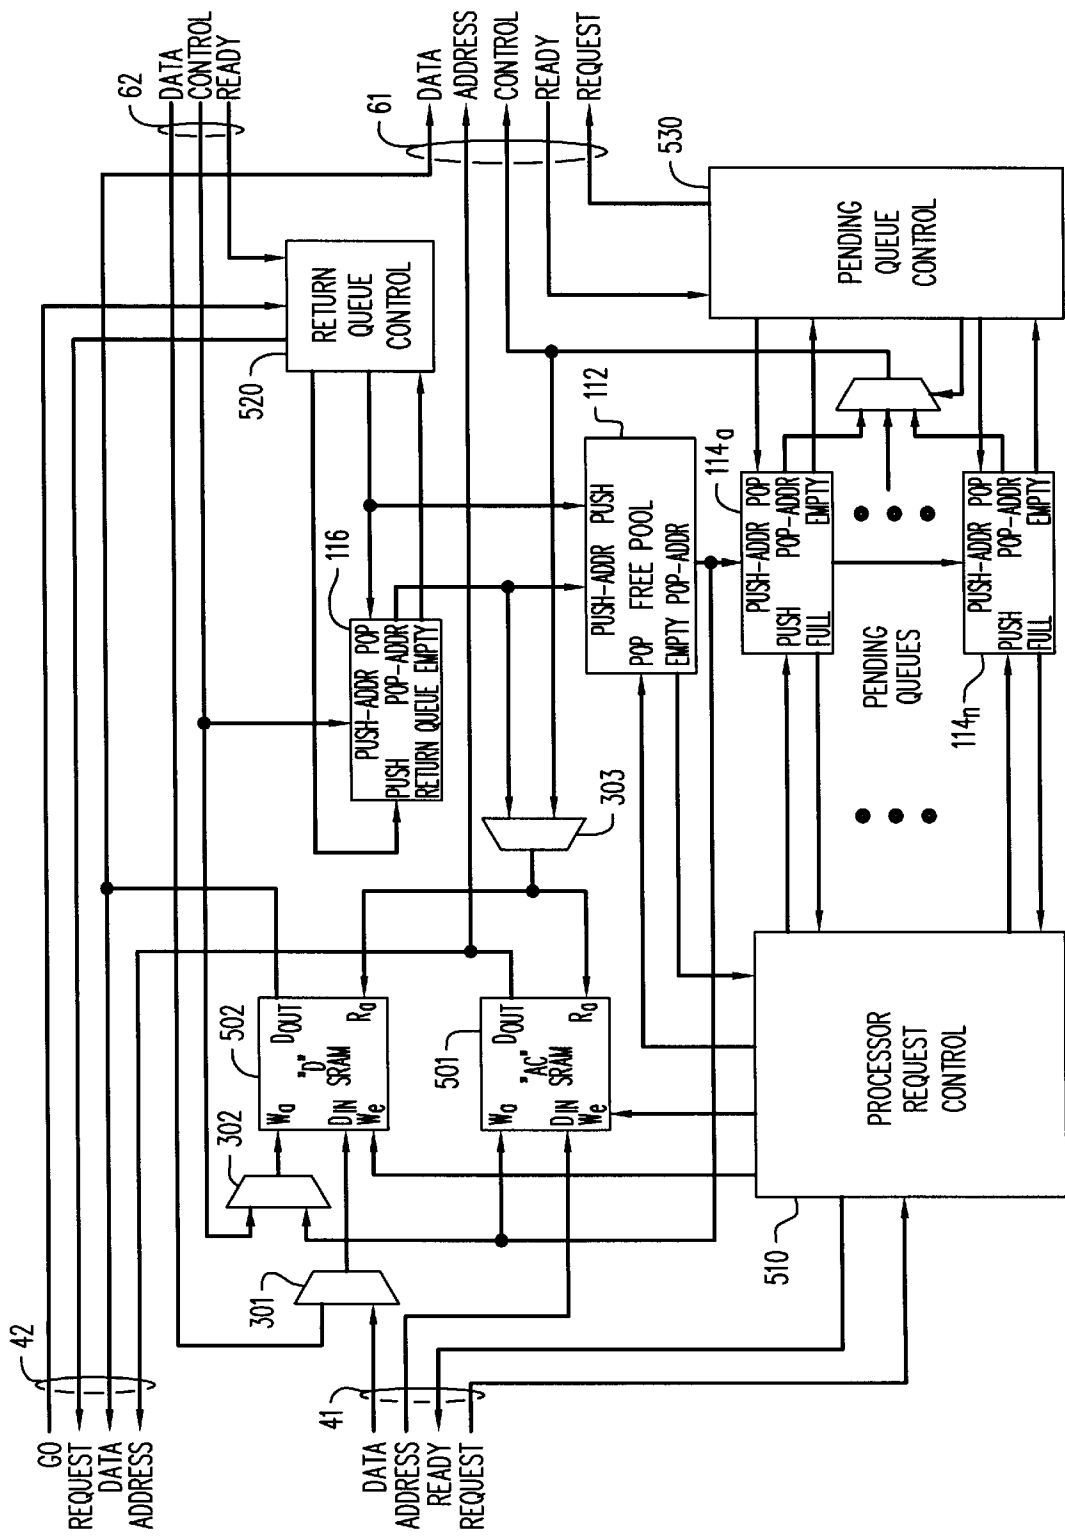 GO
REQUEST
DATA
ADDRESS
42
DATA
ADDRESS
READY
REQUEST
41
301
302
502
Wa
DIN
We
"D"
SRAM
DOUT
Ra
501
Wa
DIN
We
"AC"
SRAM
DOUT
Ra
510
PROCESSOR
REQUEST
CONTROL
303
116
PUSH-ADDR POP
PUSH POP-ADDR
RETURN QUEUE EMPTY
520
RETURN
QUEUE
CONTROL
112
PUSH-ADDR PUSH
POP FREE POOL
EMPTY POP-ADDR
114a
PUSH-ADDR POP
PUSH POP-ADDR
FULL EMPTY
PENDING
QUEUES
114n
PUSH-ADDR POP
PUSH POP-ADDR
FULL EMPTY
530
PENDING
QUEUE
CONTROL
62
DATA
CONTROL
READY
61
DATA
ADDRESS
CONTROL
READY
REQUEST